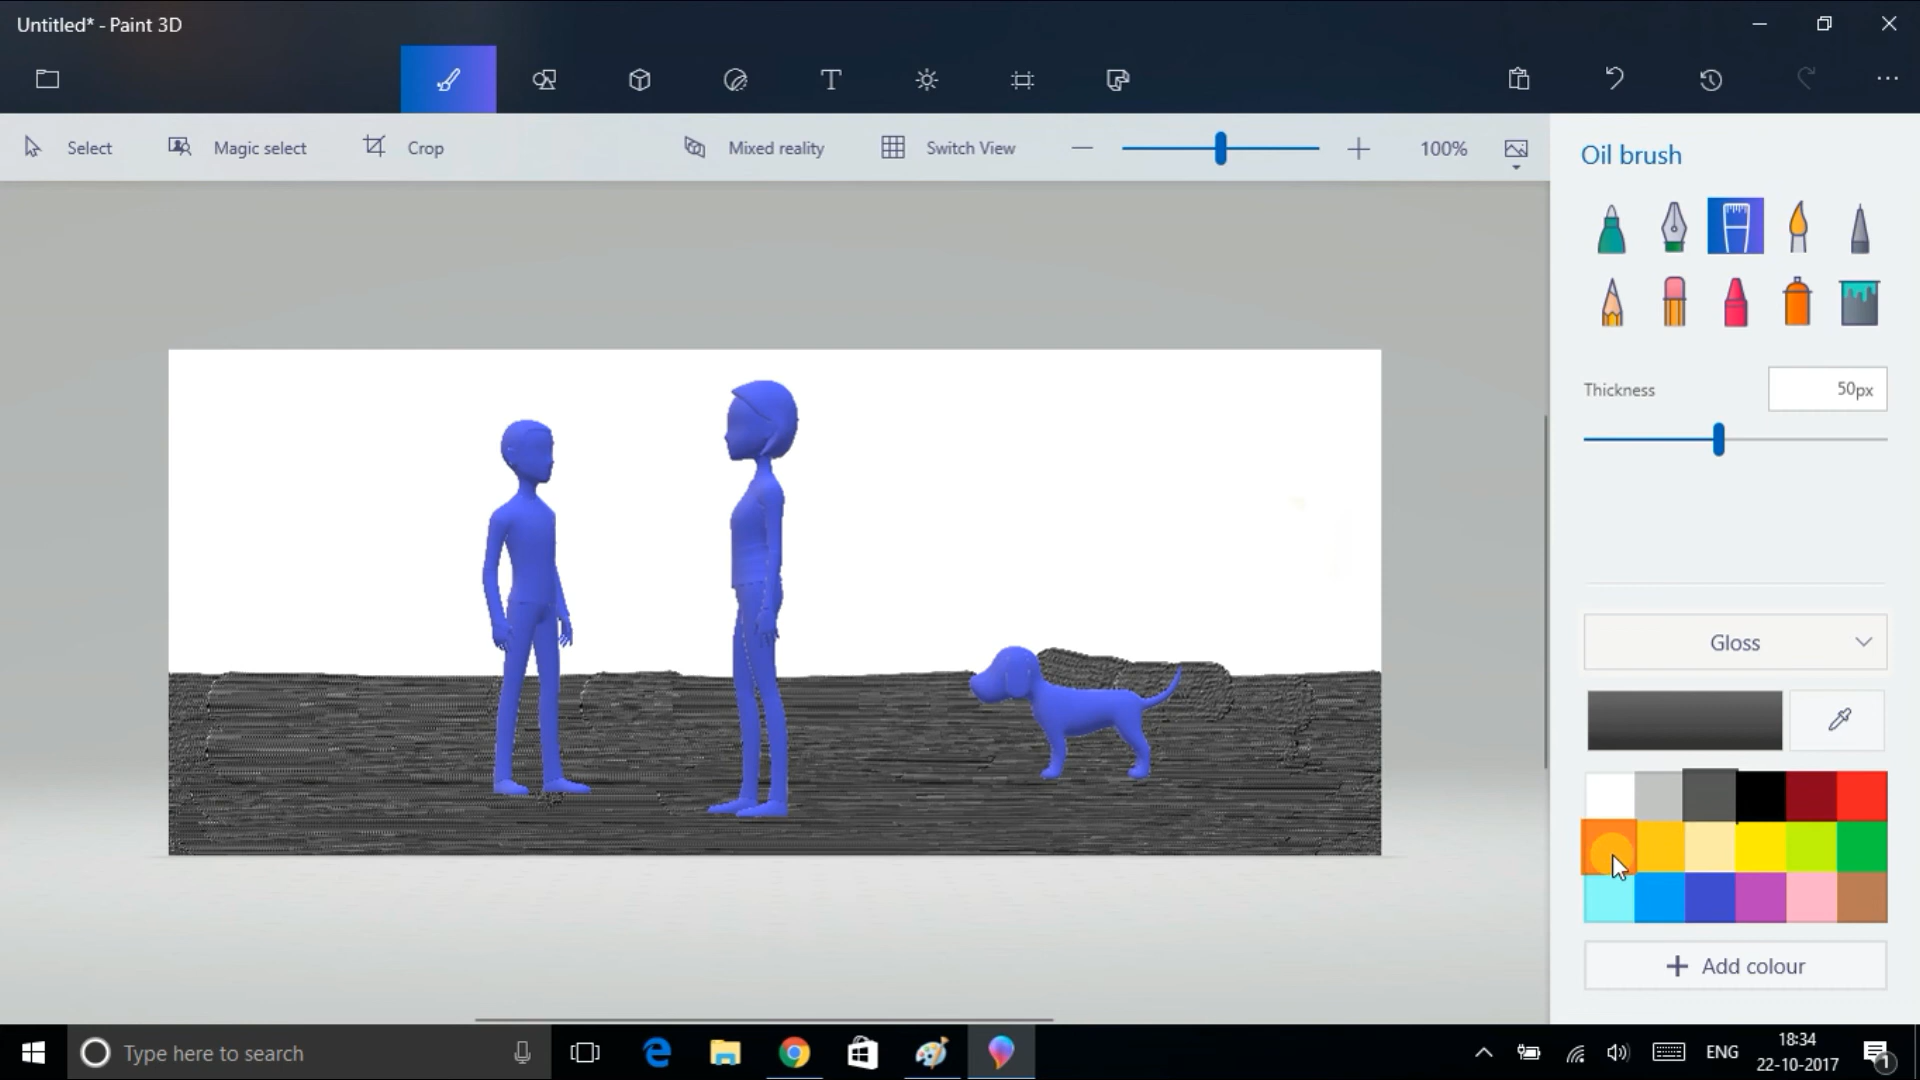 Untitled* - Paint 3D
Select
Magic select
Crop
Mixed reality
Switch View
100%
Oil brush
Thickness
50px
Gloss
Add colour
Type here to search
ENG
18:34
22-10-2017
1